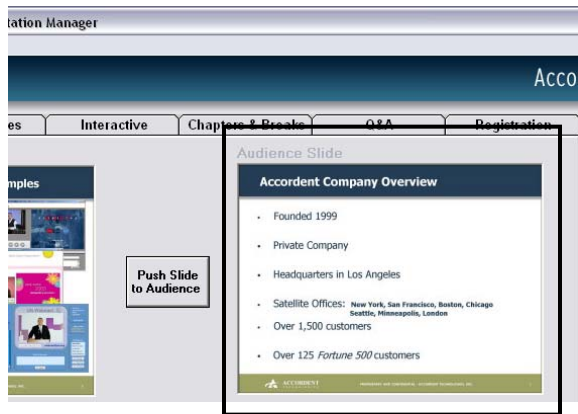 tation Manager
Acco
es
Interactive
Chapters & Breaks
Q&A
Registration
Audience Slide
mples
Accordent Company Overview
• Founded 1999
• Private Company
Push Slide
to Audience
• Headquarters in Los Angeles
• Satellite Offices: New York, San Francisco, Boston, Chicago
Seattle, Minneapolis, London
• Over 1,500 customers
• Over 125 Fortune 500 customers
ACCORDENT